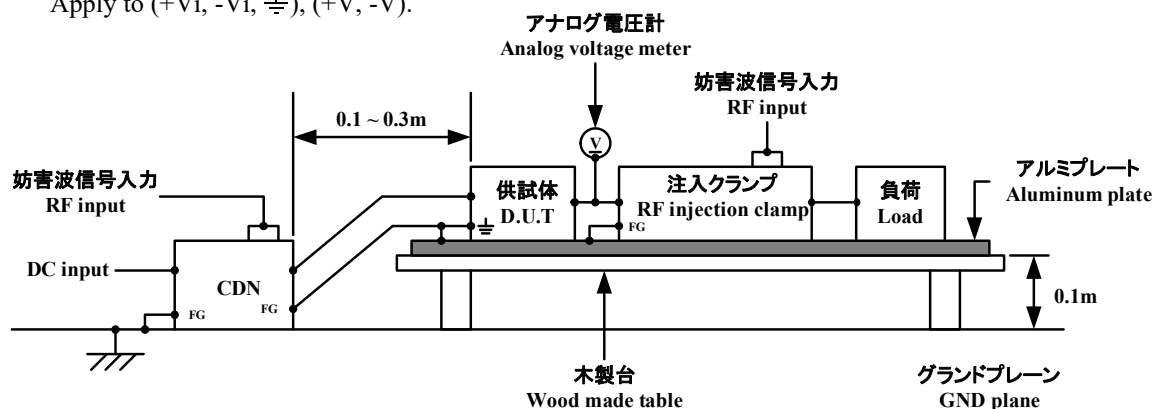 Apply to (+Vi, -Vi, ⏚), (+V, -V).
アナログ電圧計
Analog voltage meter
妨害波信号入力
RF input
0.1 ~ 0.3m
V
妨害波信号入力
RF input
供試体
D.U.T
注入クランプ
RF injection clamp
FG
負荷
Load
アルミプレート
Aluminum plate
DC input
CDN
FG
FG
0.1m
木製台
Wood made table
グランドプレーン
GND plane